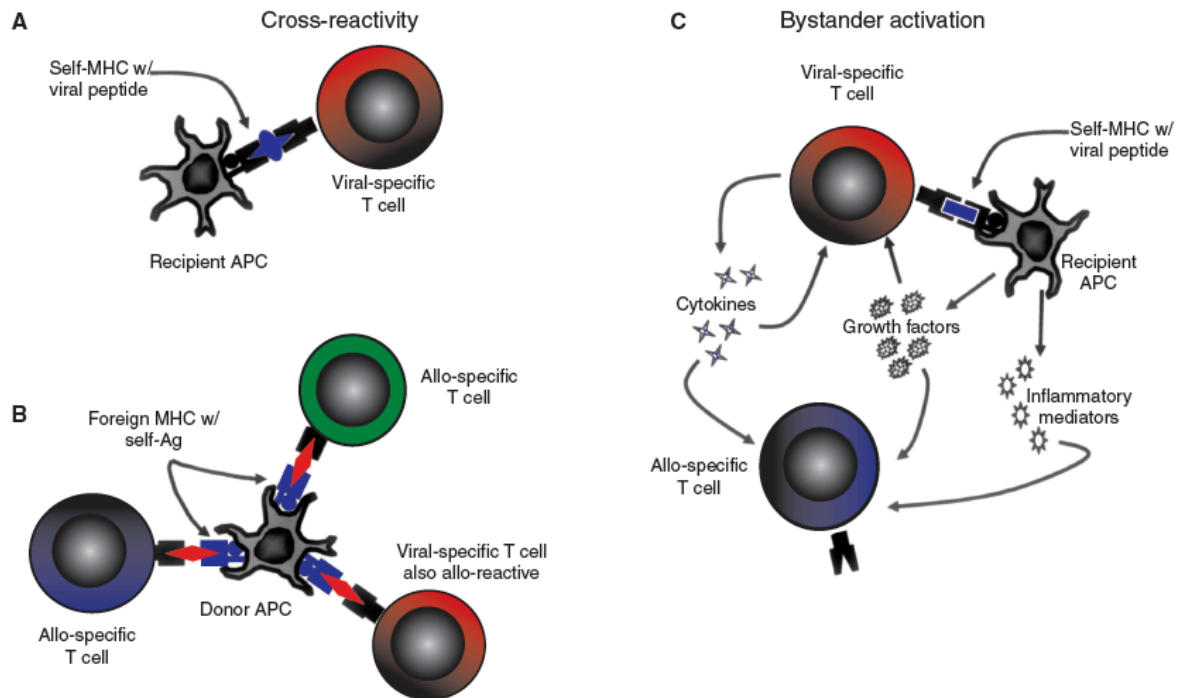 A
Cross-reactivity
Self-MHC w/
viral peptide
Viral-specific
T cell
Recipient APC
B
Foreign MHC w/
self-Ag
Allo-specific
T cell
Allo-specific
T cell
Donor APC
Viral-specific T cell
also allo-reactive
C
Bystander activation
Viral-specific
T cell
Self-MHC w/
viral peptide
Recipient
APC
Cytokines
Growth factors
Inflammatory
mediators
Allo-specific
T cell